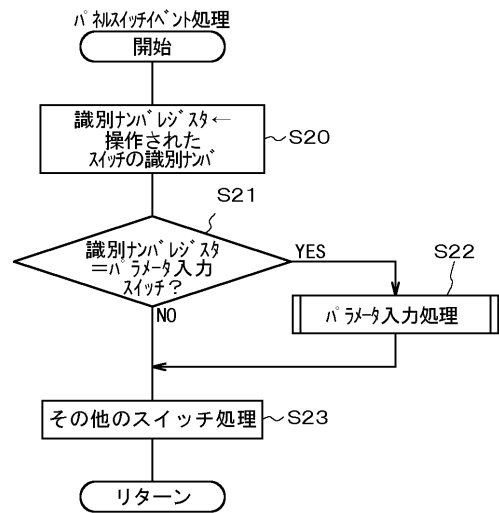 ﾊﾟﾈﾙｽｲｯﾁｲﾍﾞﾝﾄ処理
開始
識別ﾅﾝﾊﾞﾚｼﾞｽﾀ←
操作された
ｽｲｯﾁの識別ﾅﾝﾊﾞ
S20
S21
識別ﾅﾝﾊﾞﾚｼﾞｽﾀ
＝ﾊﾟﾗﾒｰﾀ入力
ｽｲｯﾁ？
YES
NO
S22
ﾊﾟﾗﾒｰﾀ入力処理
その他のスイッチ処理
S23
リターン